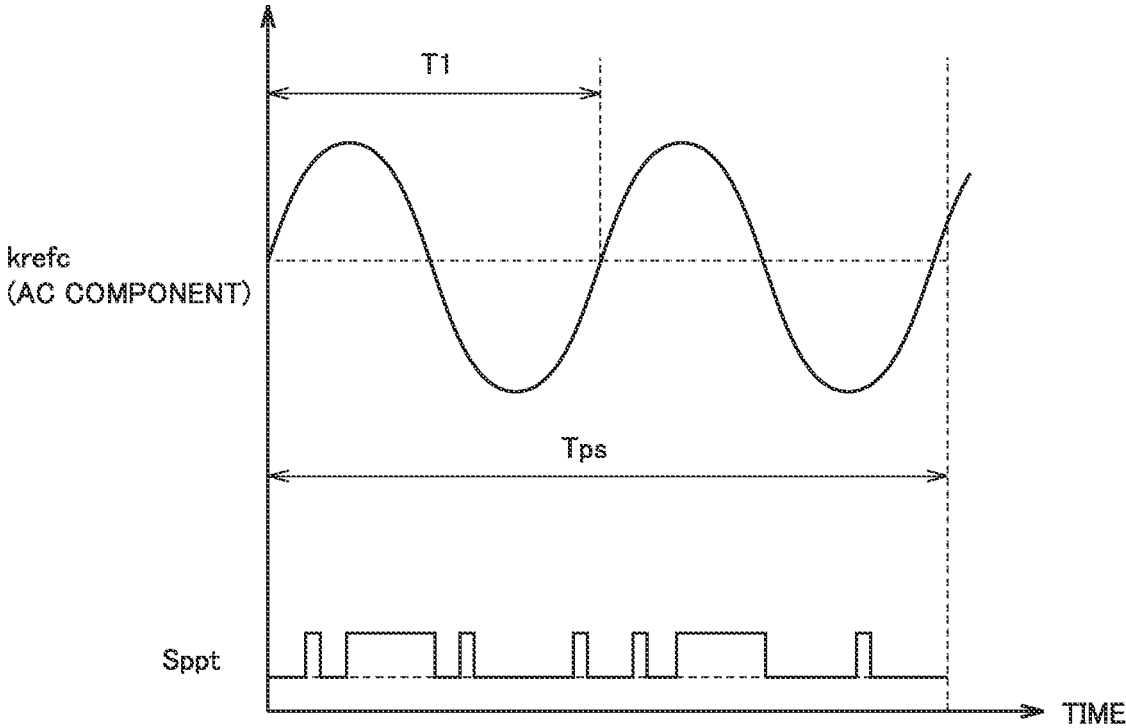 T1
krefc
(AC COMPONENT)
Tps
Sppt
TIME